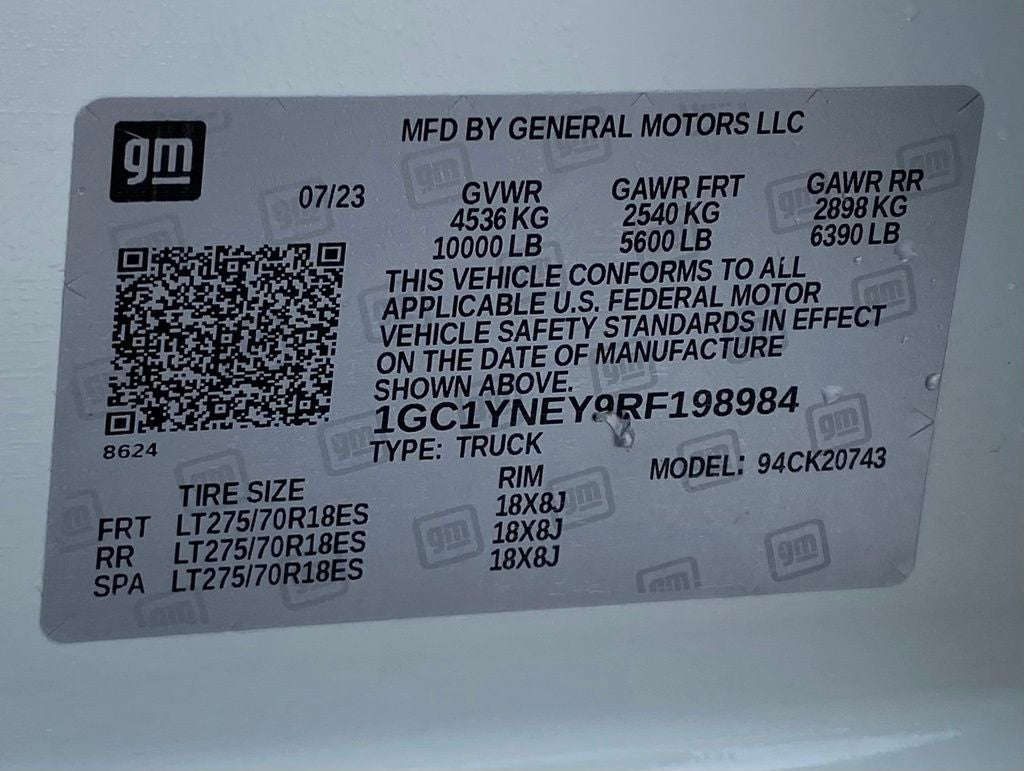 gm
MFD BY GENERAL MOTORS LLC
07/23
GVWR GAWR FRT GAWR RR
4536 KG 2540 KG 2898 KG
10000 LB 5600 LB 6390 LB
THIS VEHICLE CONFORMS TO ALL
APPLICABLE U.S. FEDERAL MOTOR
VEHICLE SAFETY STANDARDS IN EFFECT
ON THE DATE OF MANUFACTURE
SHOWN ABOVE.
1GC1YNEY9RF198984
8624
TYPE: TRUCK
MODEL: 94CK20743
TIRE SIZE RIM
FRT LT275/70R18ES 18X8J
RR LT275/70R18ES 18X8J
SPA LT275/70R18ES 18X8J